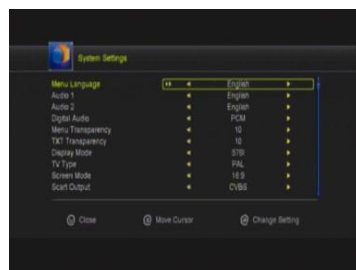 System Settings
Menu Language English
Audio 1 English
Audio 2 English
Digital Audio PCM
Menu Transparency 10
TXT Transparency 10
Display Mode 576i
TV Type PAL
Screen Mode 16:9
Scart Output CVBS
Close Move Cursor Change Setting